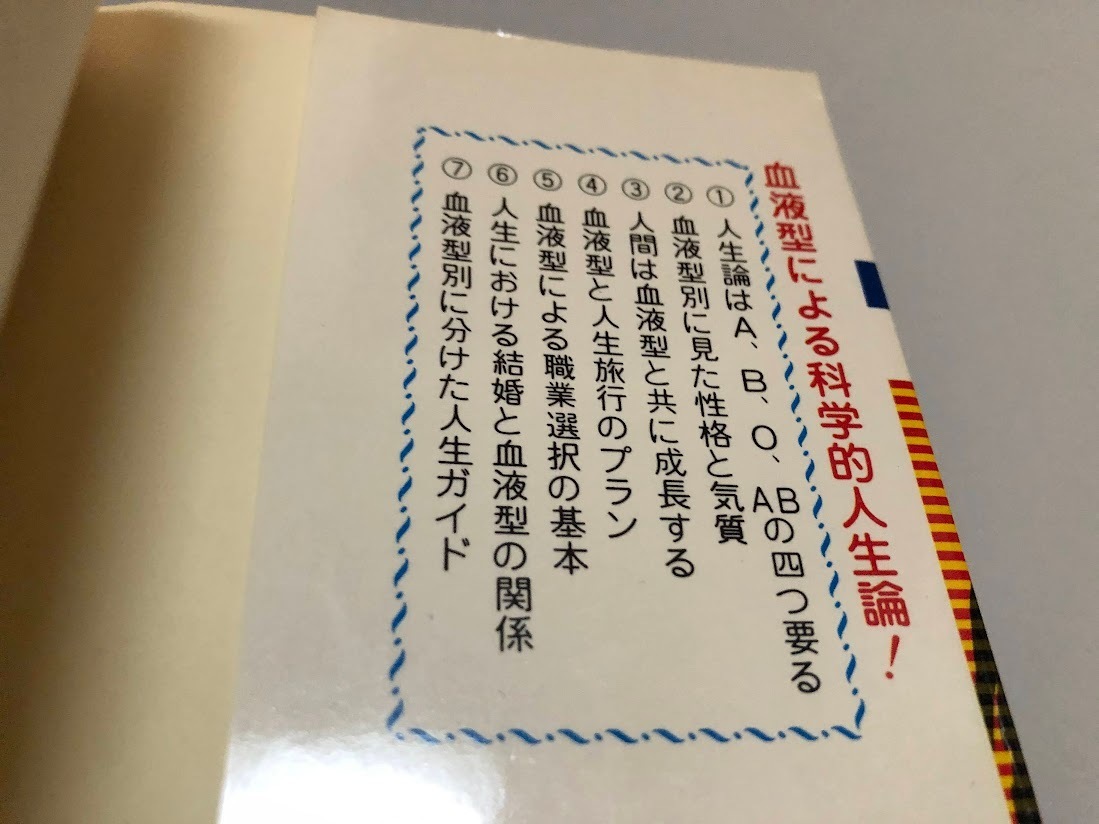 血液型による科学的人生論!
① 人生論はA、B、O、ABの四つ要る
② 血液型別に見た性格と気質
③ 人間は血液型と共に成長する
④ 血液型と人生旅行のプラン
⑤ 血液型による職業選択の基本
⑥ 人生における結婚と血液型の関係
⑦ 血液型別に分けた人生ガイド